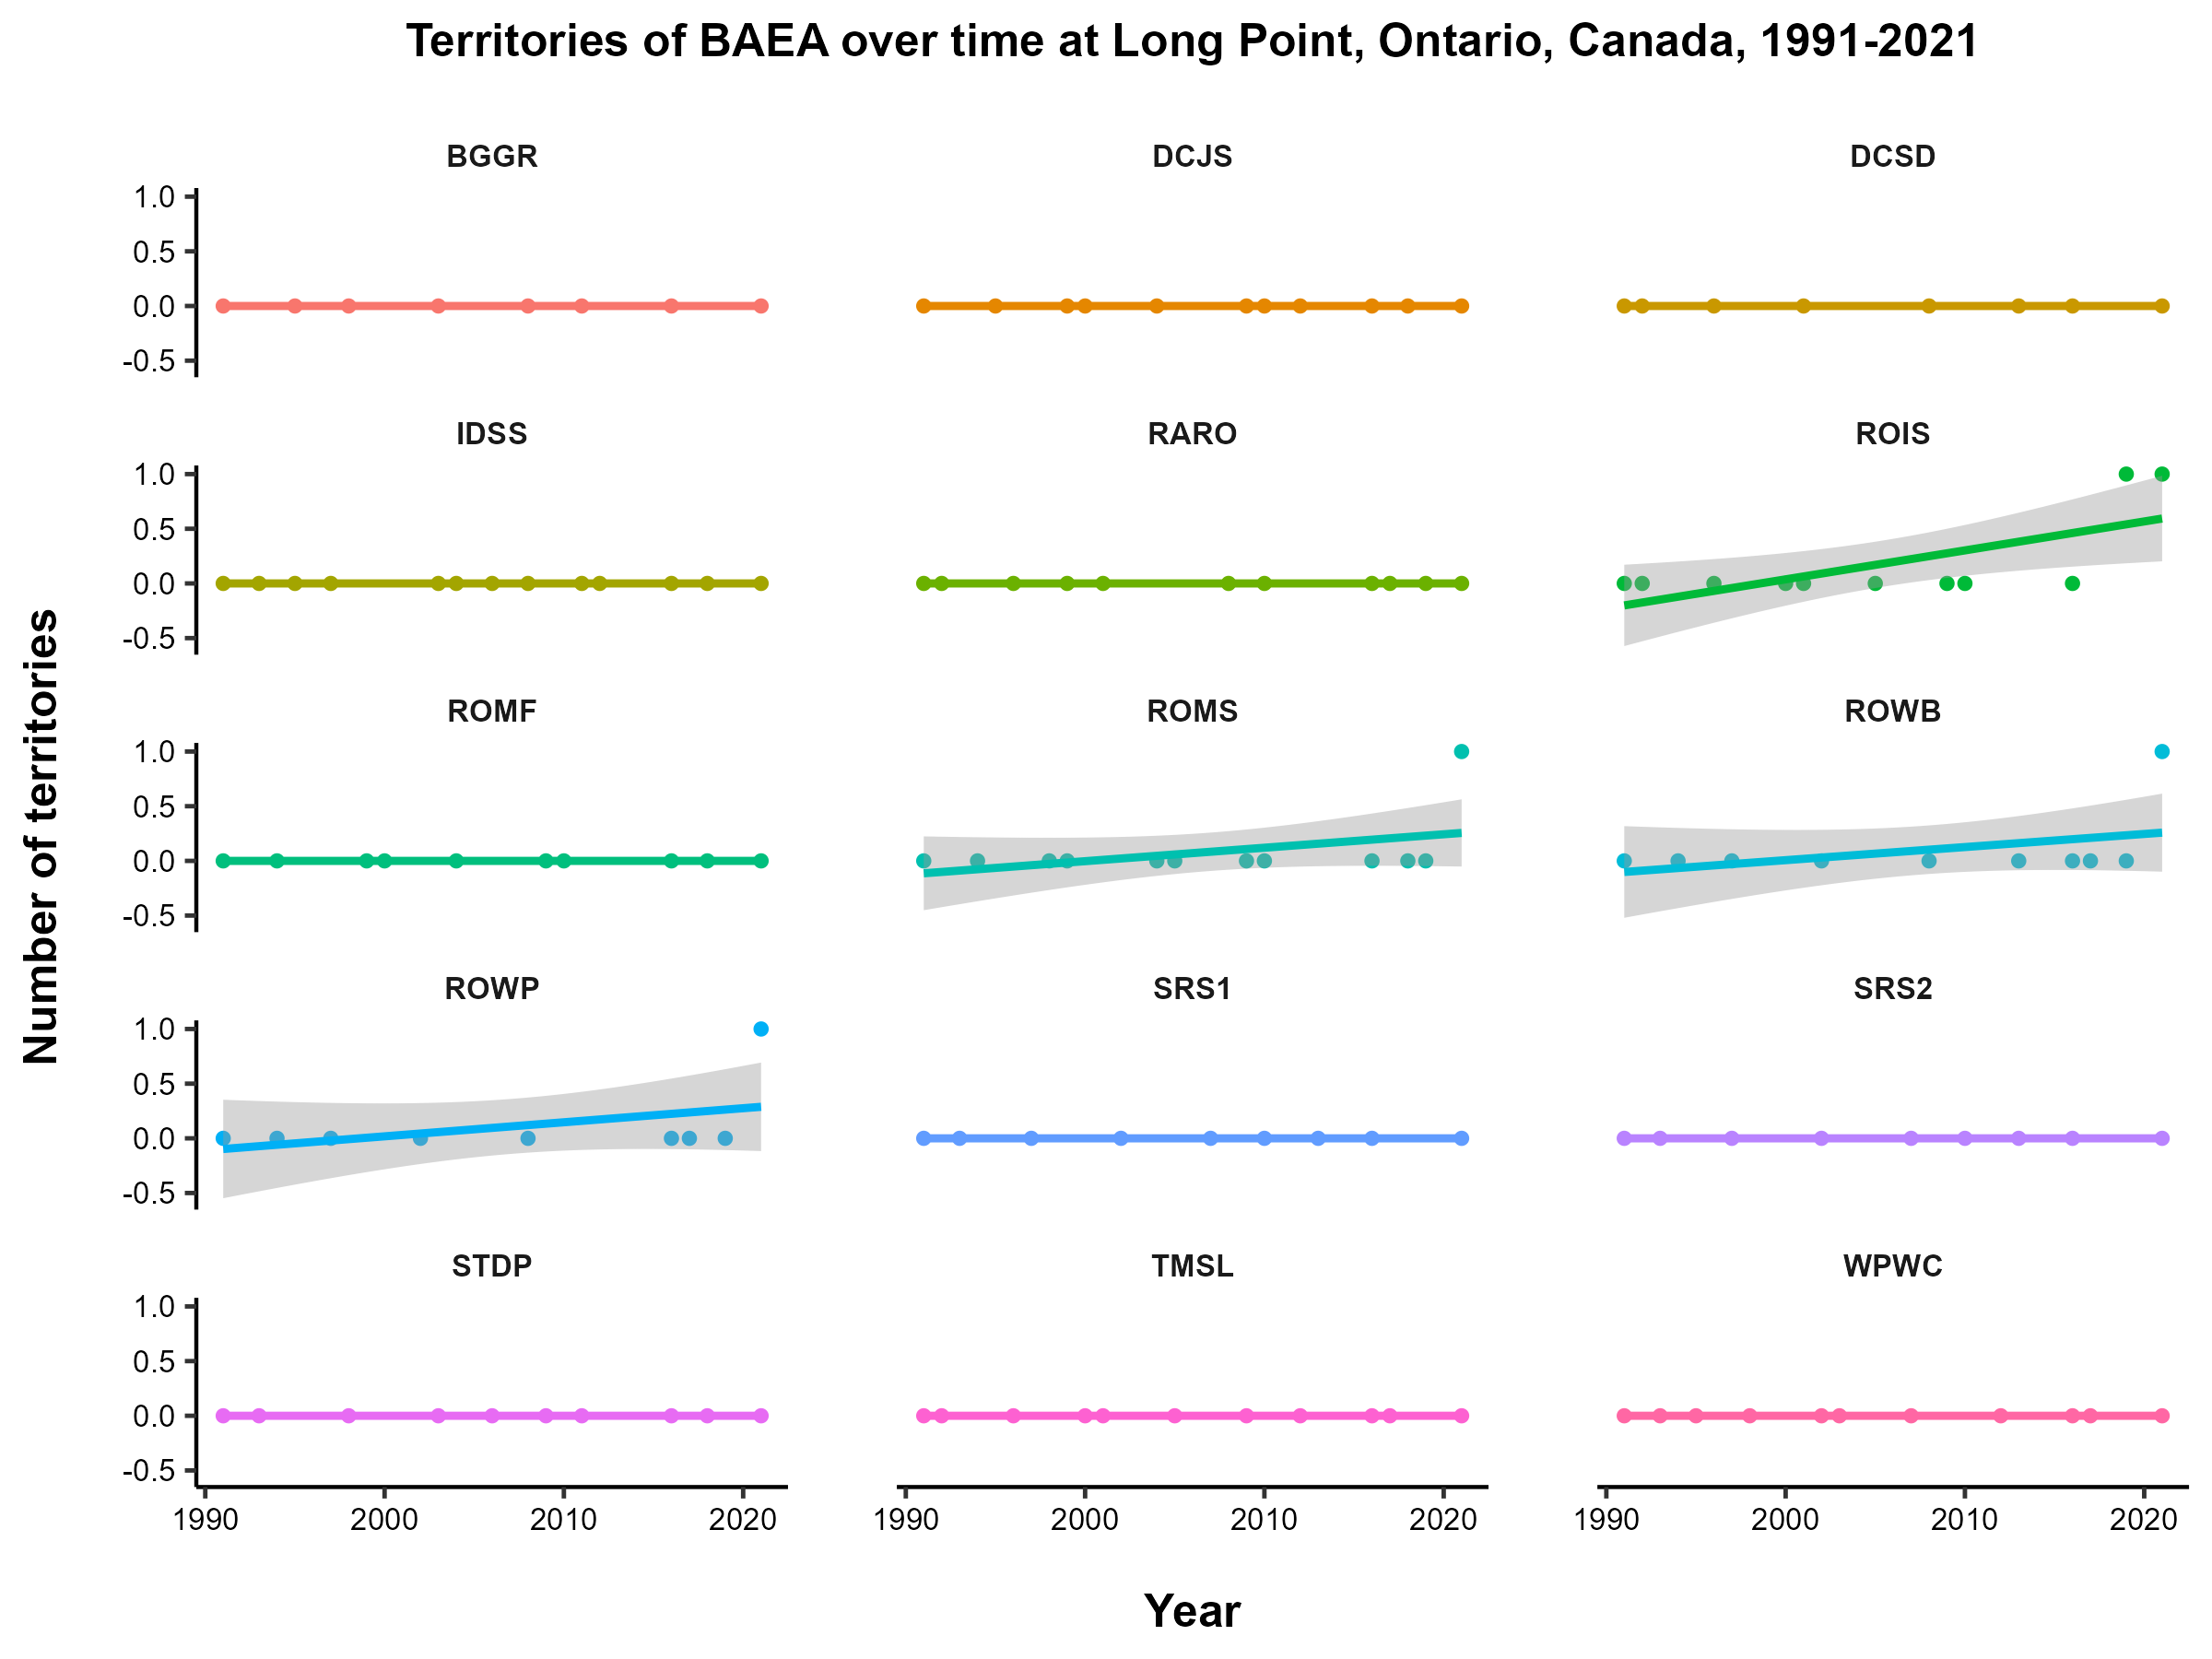 Territories of BAEA over time at Long Point, Ontario, Canada, 1991-2021
BGGR DCJS DCSD
1.0
0.5
0.0
-0.5
IDSS RARO ROIS
1.0
0.5
0.0
-0.5
ROMF ROMS ROWB
1.0
0.5
0.0
-0.5
ROWP SRS1 SRS2
1.0
0.5
0.0
-0.5
STDP TMSL WPWC
1.0
0.5
0.0
-0.5
1990 2000 2010 2020 1990 2000 2010 2020 1990 2000 2010 2020
Number of territories
Year